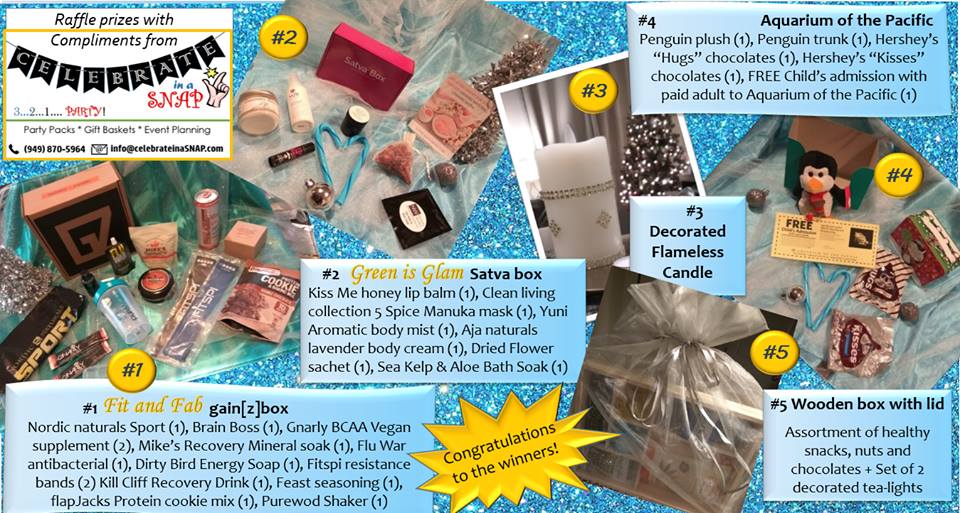 Raffle prizes with
Compliments from
CELEBRATE
in a
SNAP
3...2...1.... PARTY!
Party Packs * Gift Baskets * Event Planning
(949) 870-5964 info@celebrateinaSNAP.com
#2
Satva Box
#3
#4 Aquarium of the Pacific
Penguin plush (1), Penguin trunk (1), Hershey's
"Hugs" chocolates (1), Hershey's "Kisses"
chocolates (1), FREE Child's admission with
paid adult to Aquarium of the Pacific (1)
#4
FREE
KISSES
#3
Decorated
Flameless
Candle
#2 Green is Glam Satva box
Kiss Me honey lip balm (1), Clean living
collection 5 Spice Manuka mask (1), Yuni
Aromatic body mist (1), Aja naturals
lavender body cream (1), Dried Flower
sachet (1), Sea Kelp & Aloe Bath Soak (1)
COOKIE
FITSPI
SPORT
#1
#1 Fit and Fab gain[z]box
Nordic naturals Sport (1), Brain Boss (1), Gnarly BCAA Vegan
supplement (2), Mike's Recovery Mineral soak (1), Flu War
antibacterial (1), Dirty Bird Energy Soap (1), Fitspi resistance
bands (2) Kill Cliff Recovery Drink (1), Feast seasoning (1),
flapJacks Protein cookie mix (1), Purewod Shaker (1)
Congratulations
to the winners!
#5
#5 Wooden box with lid
Assortment of healthy
snacks, nuts and
chocolates + Set of 2
decorated tea-lights